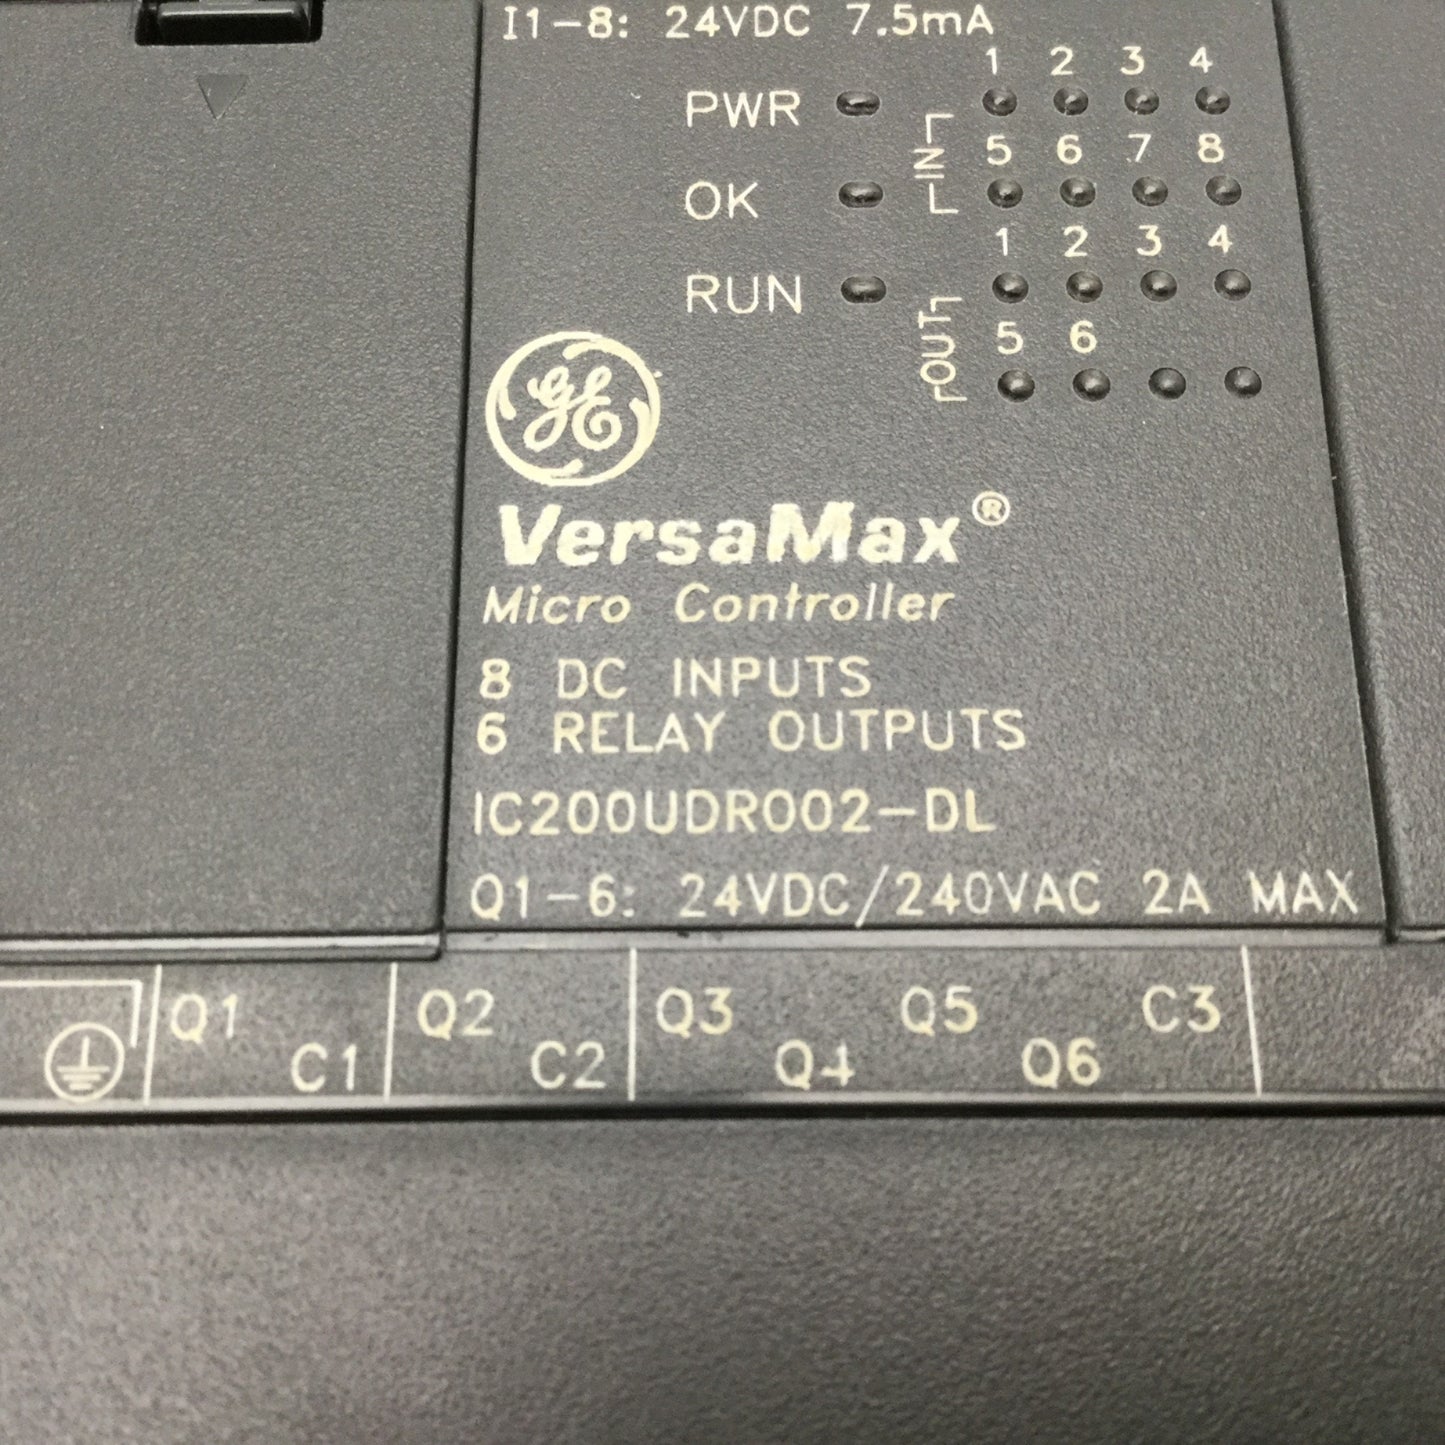 I1-8: 24VDC 7.5mA
1 2 3 4
PWR
IN
5 6 7 8
OK
1 2 3 4
RUN
OUT
5 6
GE
VersaMax®
Micro Controller
8 DC INPUTS
6 RELAY OUTPUTS
IC200UDR002-DL
Q1-6: 24VDC/240VAC 2A MAX
Q1 Q2 Q3 Q5 C3
C1 C2 Q4 Q6